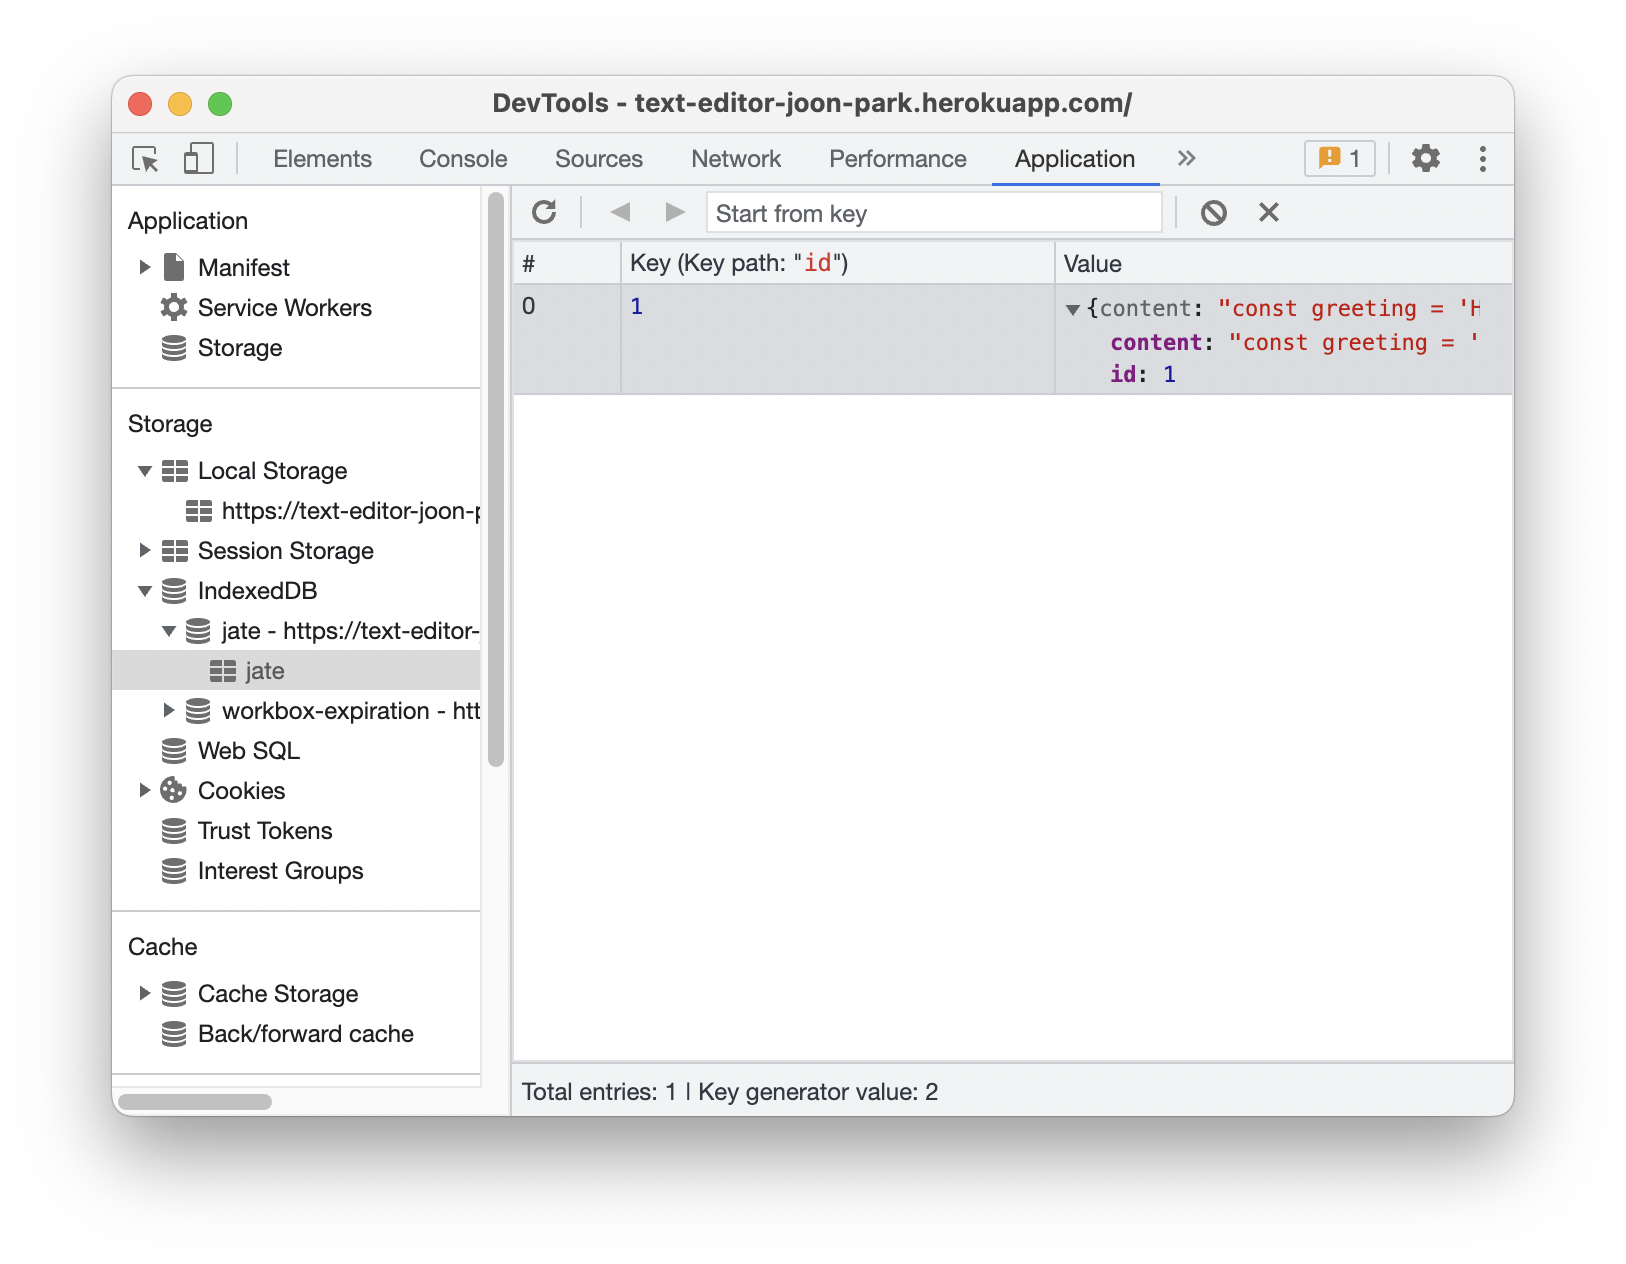 DevTools - text-editor-joon-park.herokuapp.com/
Elements Console Sources Network Performance Application 1
Application
Manifest
Service Workers
Storage
Storage
Local Storage
https://text-editor-joon-p
Session Storage
IndexedDB
jate - https://text-editor-
jate
workbox-expiration - htt
Web SQL
Cookies
Trust Tokens
Interest Groups
Cache
Cache Storage
Back/forward cache
Start from key
# Key (Key path: "id") Value
0 1 {content: "const greeting = 'H
content: "const greeting = '
id: 1
Total entries: 1 | Key generator value: 2